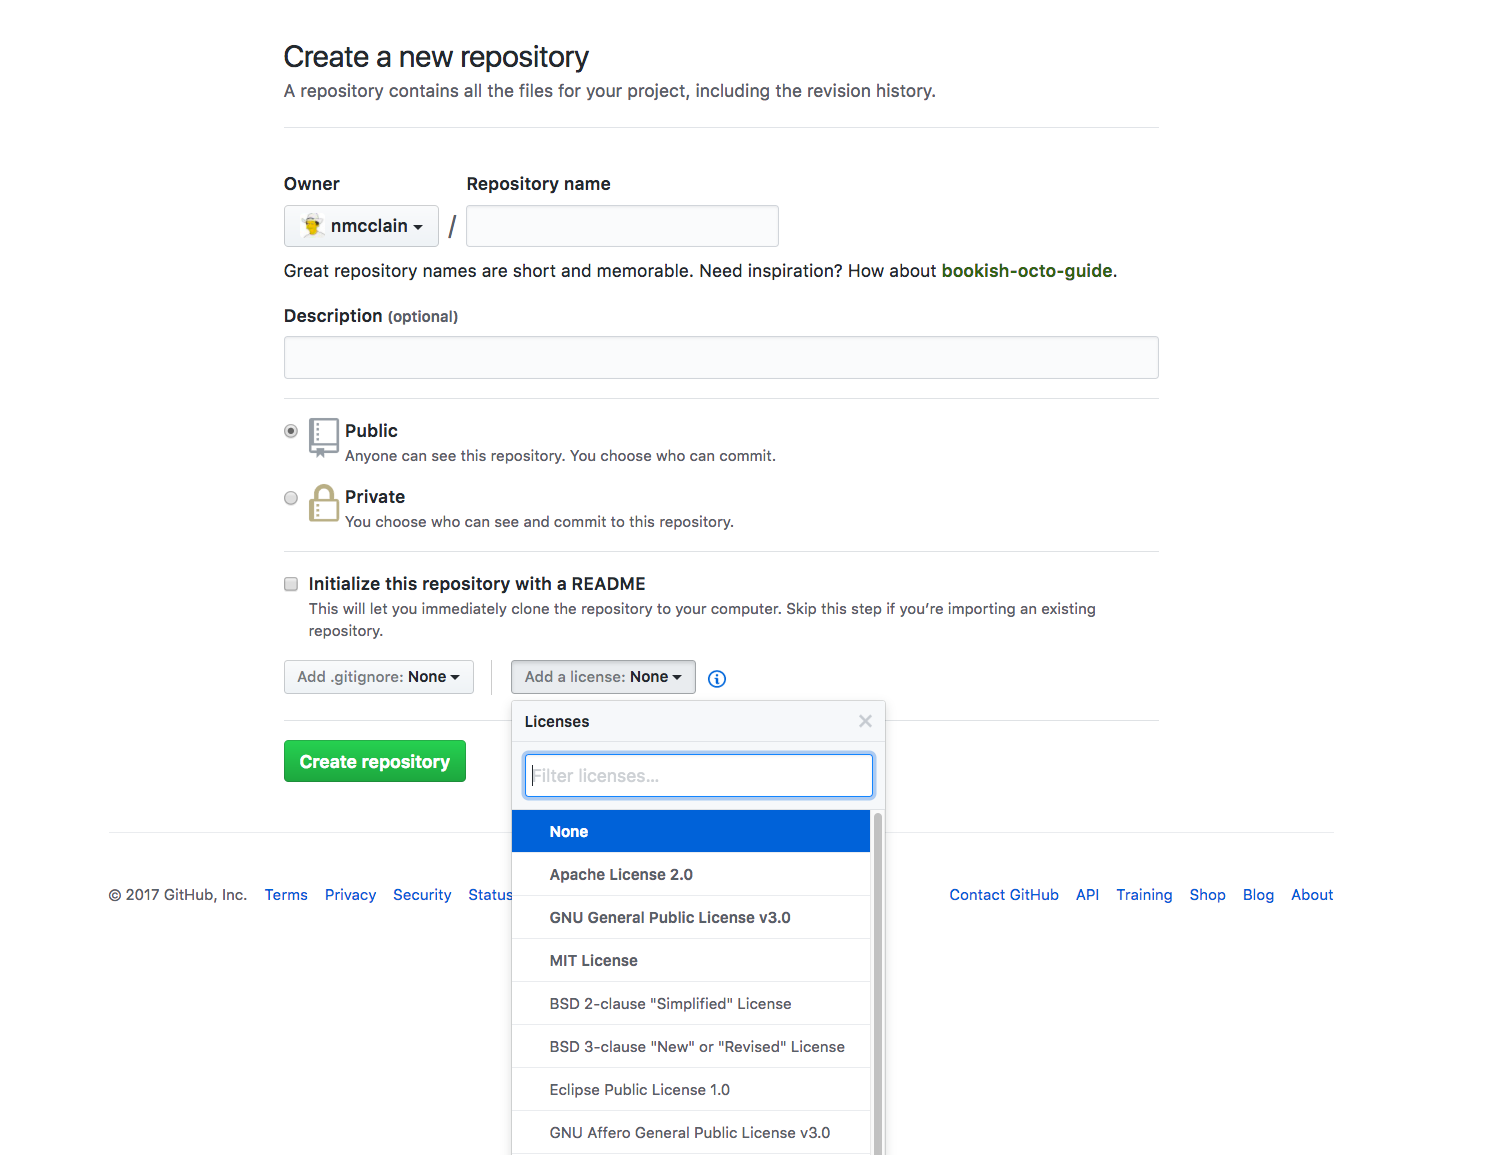 Create a new repository
A repository contains all the files for your project, including the revision history.
Owner Repository name
nmcclain / 
Great repository names are short and memorable. Need inspiration? How about bookish-octo-guide.
Description (optional)
Public
Anyone can see this repository. You choose who can commit.
Private
You choose who can see and commit to this repository.
Initialize this repository with a README
This will let you immediately clone the repository to your computer. Skip this step if you’re importing an existing
repository.
Add .gitignore: None Add a license: None
Licenses
Create repository
Filter licenses...
None
Apache License 2.0
© 2017 GitHub, Inc. Terms Privacy Security Status Contact GitHub API Training Shop Blog About
GNU General Public License v3.0
MIT License
BSD 2-clause "Simplified" License
BSD 3-clause "New" or "Revised" License
Eclipse Public License 1.0
GNU Affero General Public License v3.0